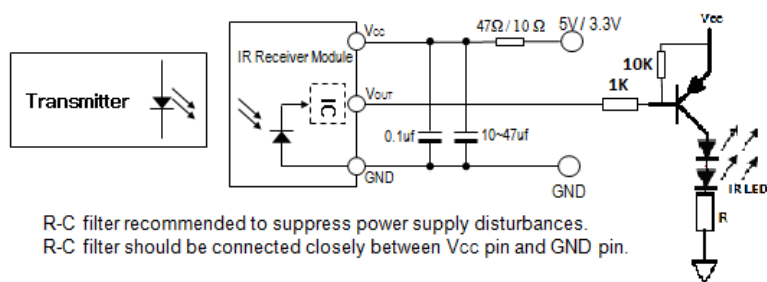 Vcc
47Ω / 10 Ω
5V / 3.3V
Vcc
IR Receiver Module
10K
1K
Transmitter
IC
VOUT
0.1uf
10~47uf
GND
GND
IR LED
R
R-C filter recommended to suppress power supply disturbances.
R-C filter should be connected closely between Vcc pin and GND pin.